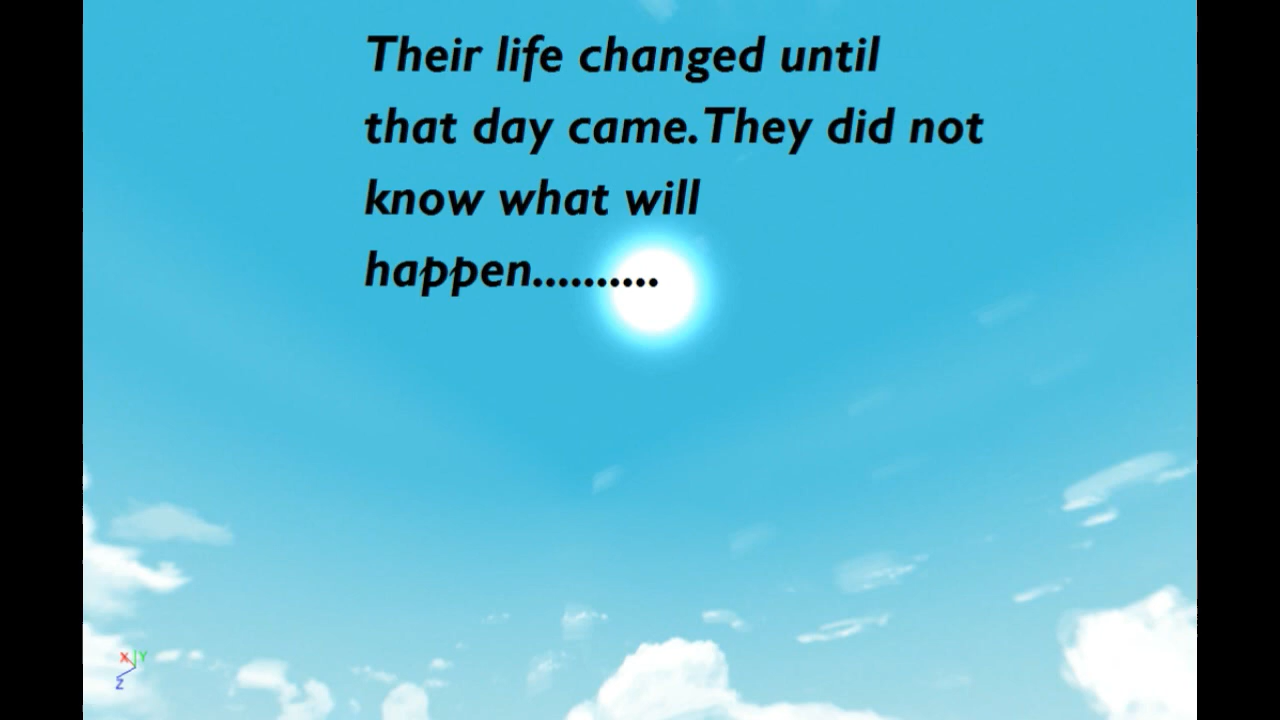 Their life changed until
that day came.They did not
know what will
happen..........
X Y
Z